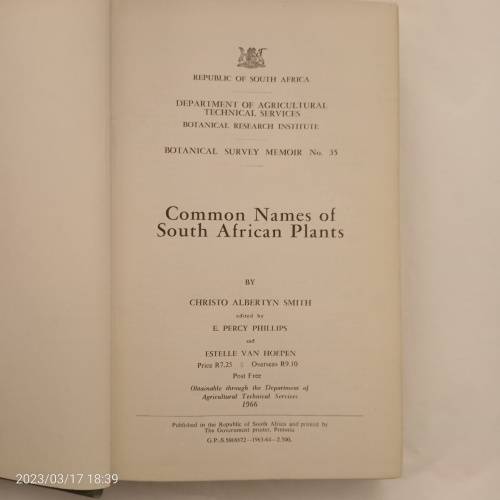 REPUBLIC OF SOUTH AFRICA
DEPARTMENT OF AGRICULTURAL
TECHNICAL SERVICES
BOTANICAL RESEARCH INSTITUTE
BOTANICAL SURVEY MEMOIR No. 35
Common Names of
South African Plants
BY
CHRISTO ALBERTYN SMITH
edited by
E. PERCY PHILLIPS
and
ESTELLE VAN HOEPEN
Price R7.25 : Overseas R9.10
Post Free
Obtainable through the Department of
Agricultural Technical Services
1966
Published in the Republic of South Africa and printed by
The Government printer, Pretoria
2023/03/17 18:39